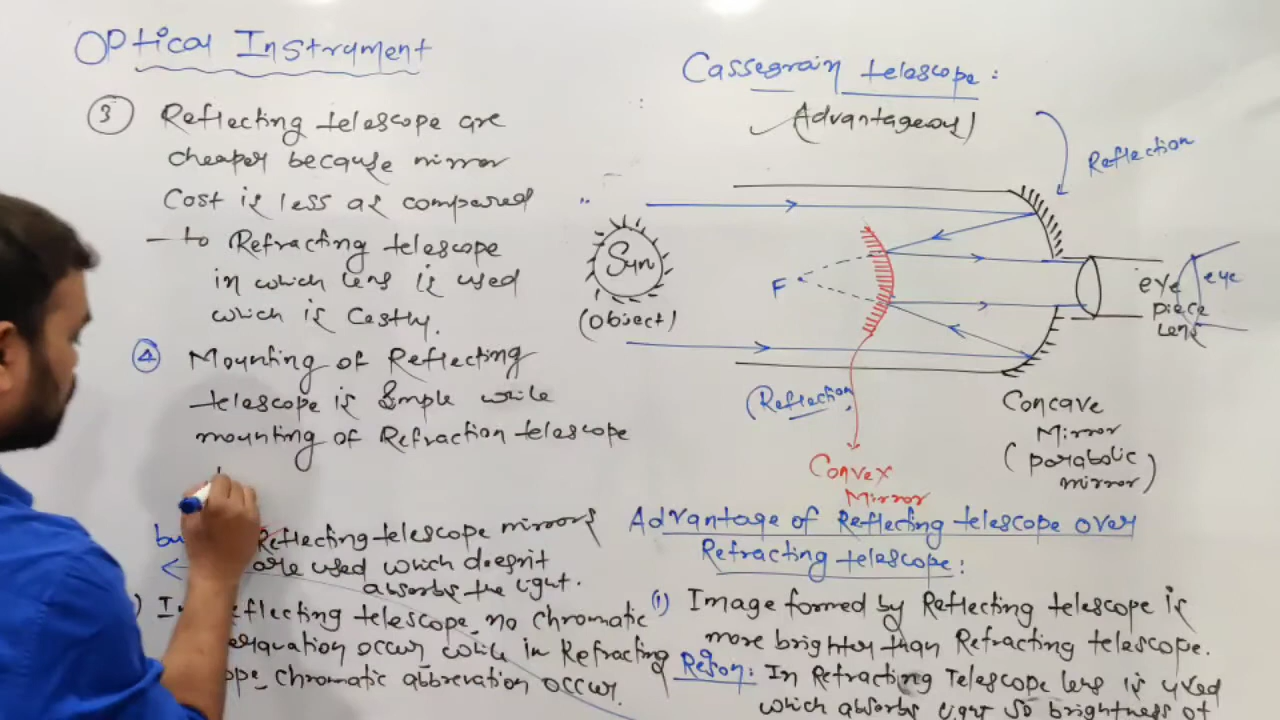 Optical Instrument
③ Reflecting telescope are
cheaper because mirror
Cost is less as compared
to Refracting telescope
in which lens is used
which is Costly.
④ Mounting of Reflecting
telescope is Simple while
mounting of Refraction telescope
Reflecting telescope mirrors
are used which doesn't
absorbs the light.
Reflecting telescope no chromatic
occur while in Refracting
chromatic abbrevation occur.
Cassegrain telescope:
(Advantageous)
Reflection
Sun
(Object)
F
eye
piece
Lens
eye
(Reflection)
Convex
Mirror
Concave
Mirror
(parabolic
mirror)
Advantage of Reflecting telescope over
Refracting telescope:
(1) Image formed by Reflecting telescope is
more brighter than Refracting telescope.
Reason: In Refracting Telescope lens is used
which absorbs light so brightness of